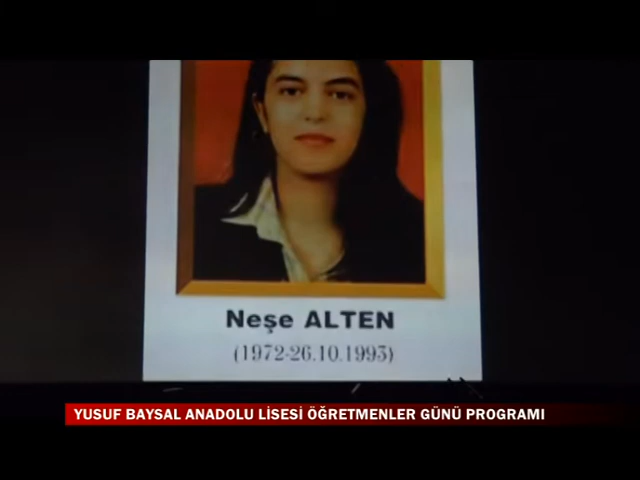 Neşe ALTEN
(1972-26.10.1993)
YUSUF BAYSAL ANADOLU LİSESİ ÖĞRETMENLER GÜNÜ PROGRAMI